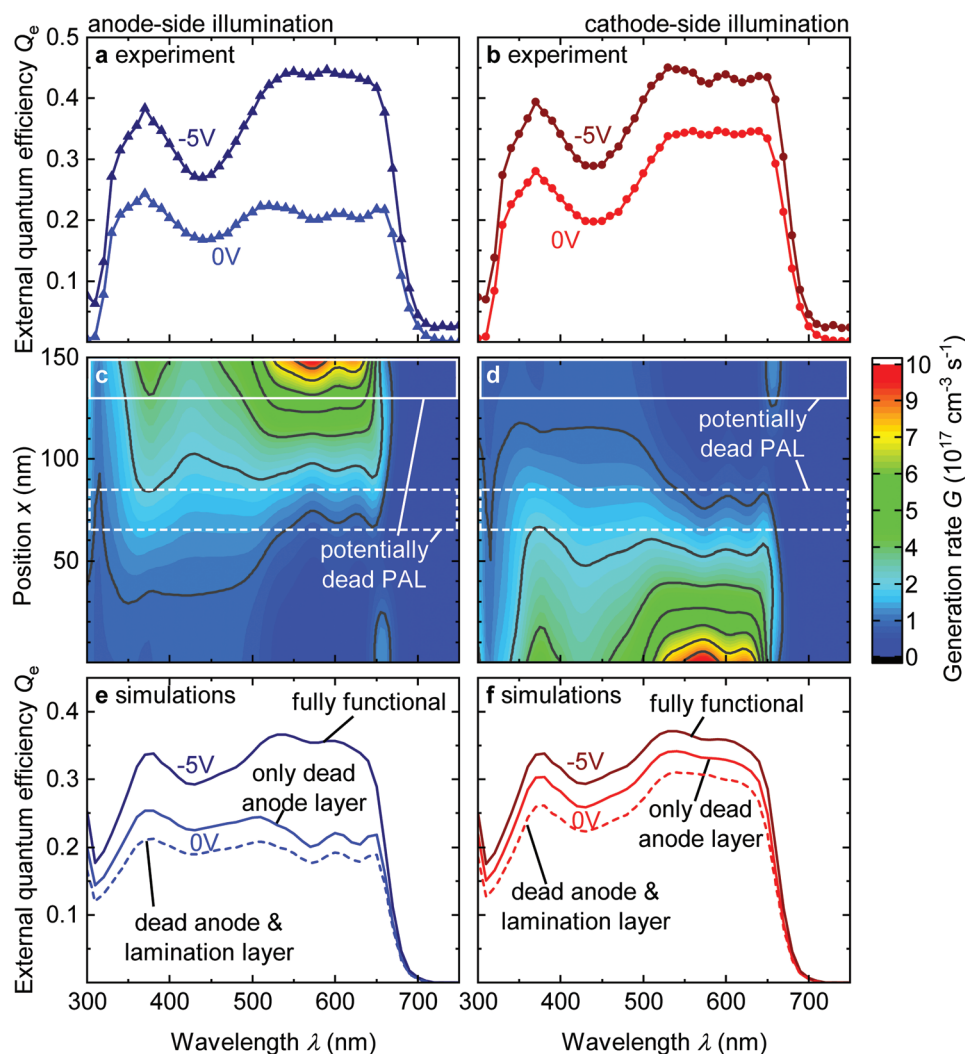 anode-side illumination
cathode-side illumination
External quantum efficiency Qe
0.5
0.4
0.3
0.2
0.1
a experiment
-5V
0V
b experiment
-5V
0V
Position x (nm)
150
100
50
c
potentially
dead PAL
d
potentially
dead PAL
10
9
8
7
6
5
4
3
2
1
0
Generation rate G (10¹⁷ cm⁻³ s⁻¹)
External quantum efficiency Qe
0.4
0.3
0.2
0.1
e simulations
fully functional
-5V
only dead
anode layer
0V
dead anode &
lamination layer
f simulations
fully functional
-5V
0V
only dead
anode layer
dead anode &
lamination layer
300 400 500 600 700
300 400 500 600 700
Wavelength λ (nm)
Wavelength λ (nm)